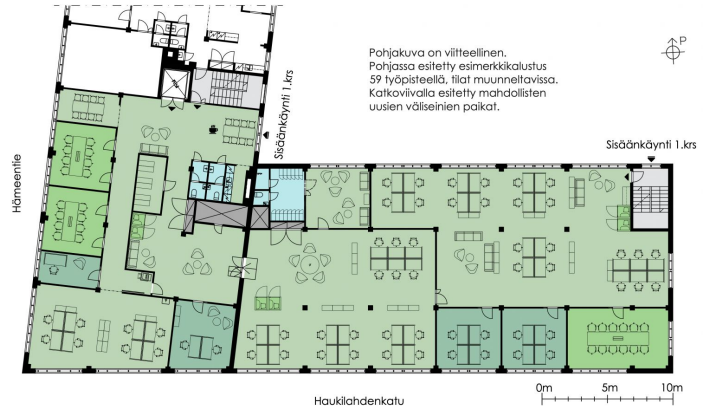 Pohjakuva on viitteellinen.
Pohjassa esitetty esimerkkikalustus
59 työpisteellä, tilat muunneltavissa.
Katkoviivalla esitetty mahdollisten
uusien väliseinien paikat.
P
Sisäänkäynti 1.krs
Sisäänkäynti 1.krs
Hämeentie
Haukilahdenkatu
0m 5m 10m